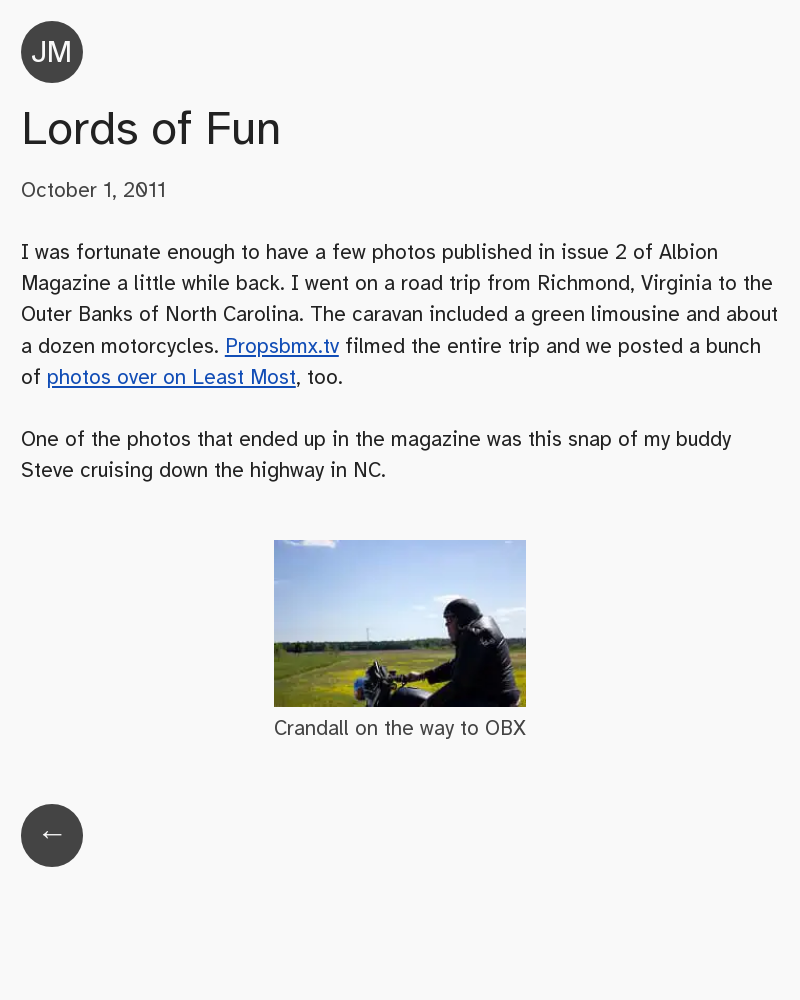 JM
Lords of Fun
October 1, 2011
I was fortunate enough to have a few photos published in issue 2 of Albion
Magazine a little while back. I went on a road trip from Richmond, Virginia to the
Outer Banks of North Carolina. The caravan included a green limousine and about
a dozen motorcycles. Propsbmx.tv filmed the entire trip and we posted a bunch
of photos over on Least Most, too.
One of the photos that ended up in the magazine was this snap of my buddy
Steve cruising down the highway in NC.
Crandall on the way to OBX
←